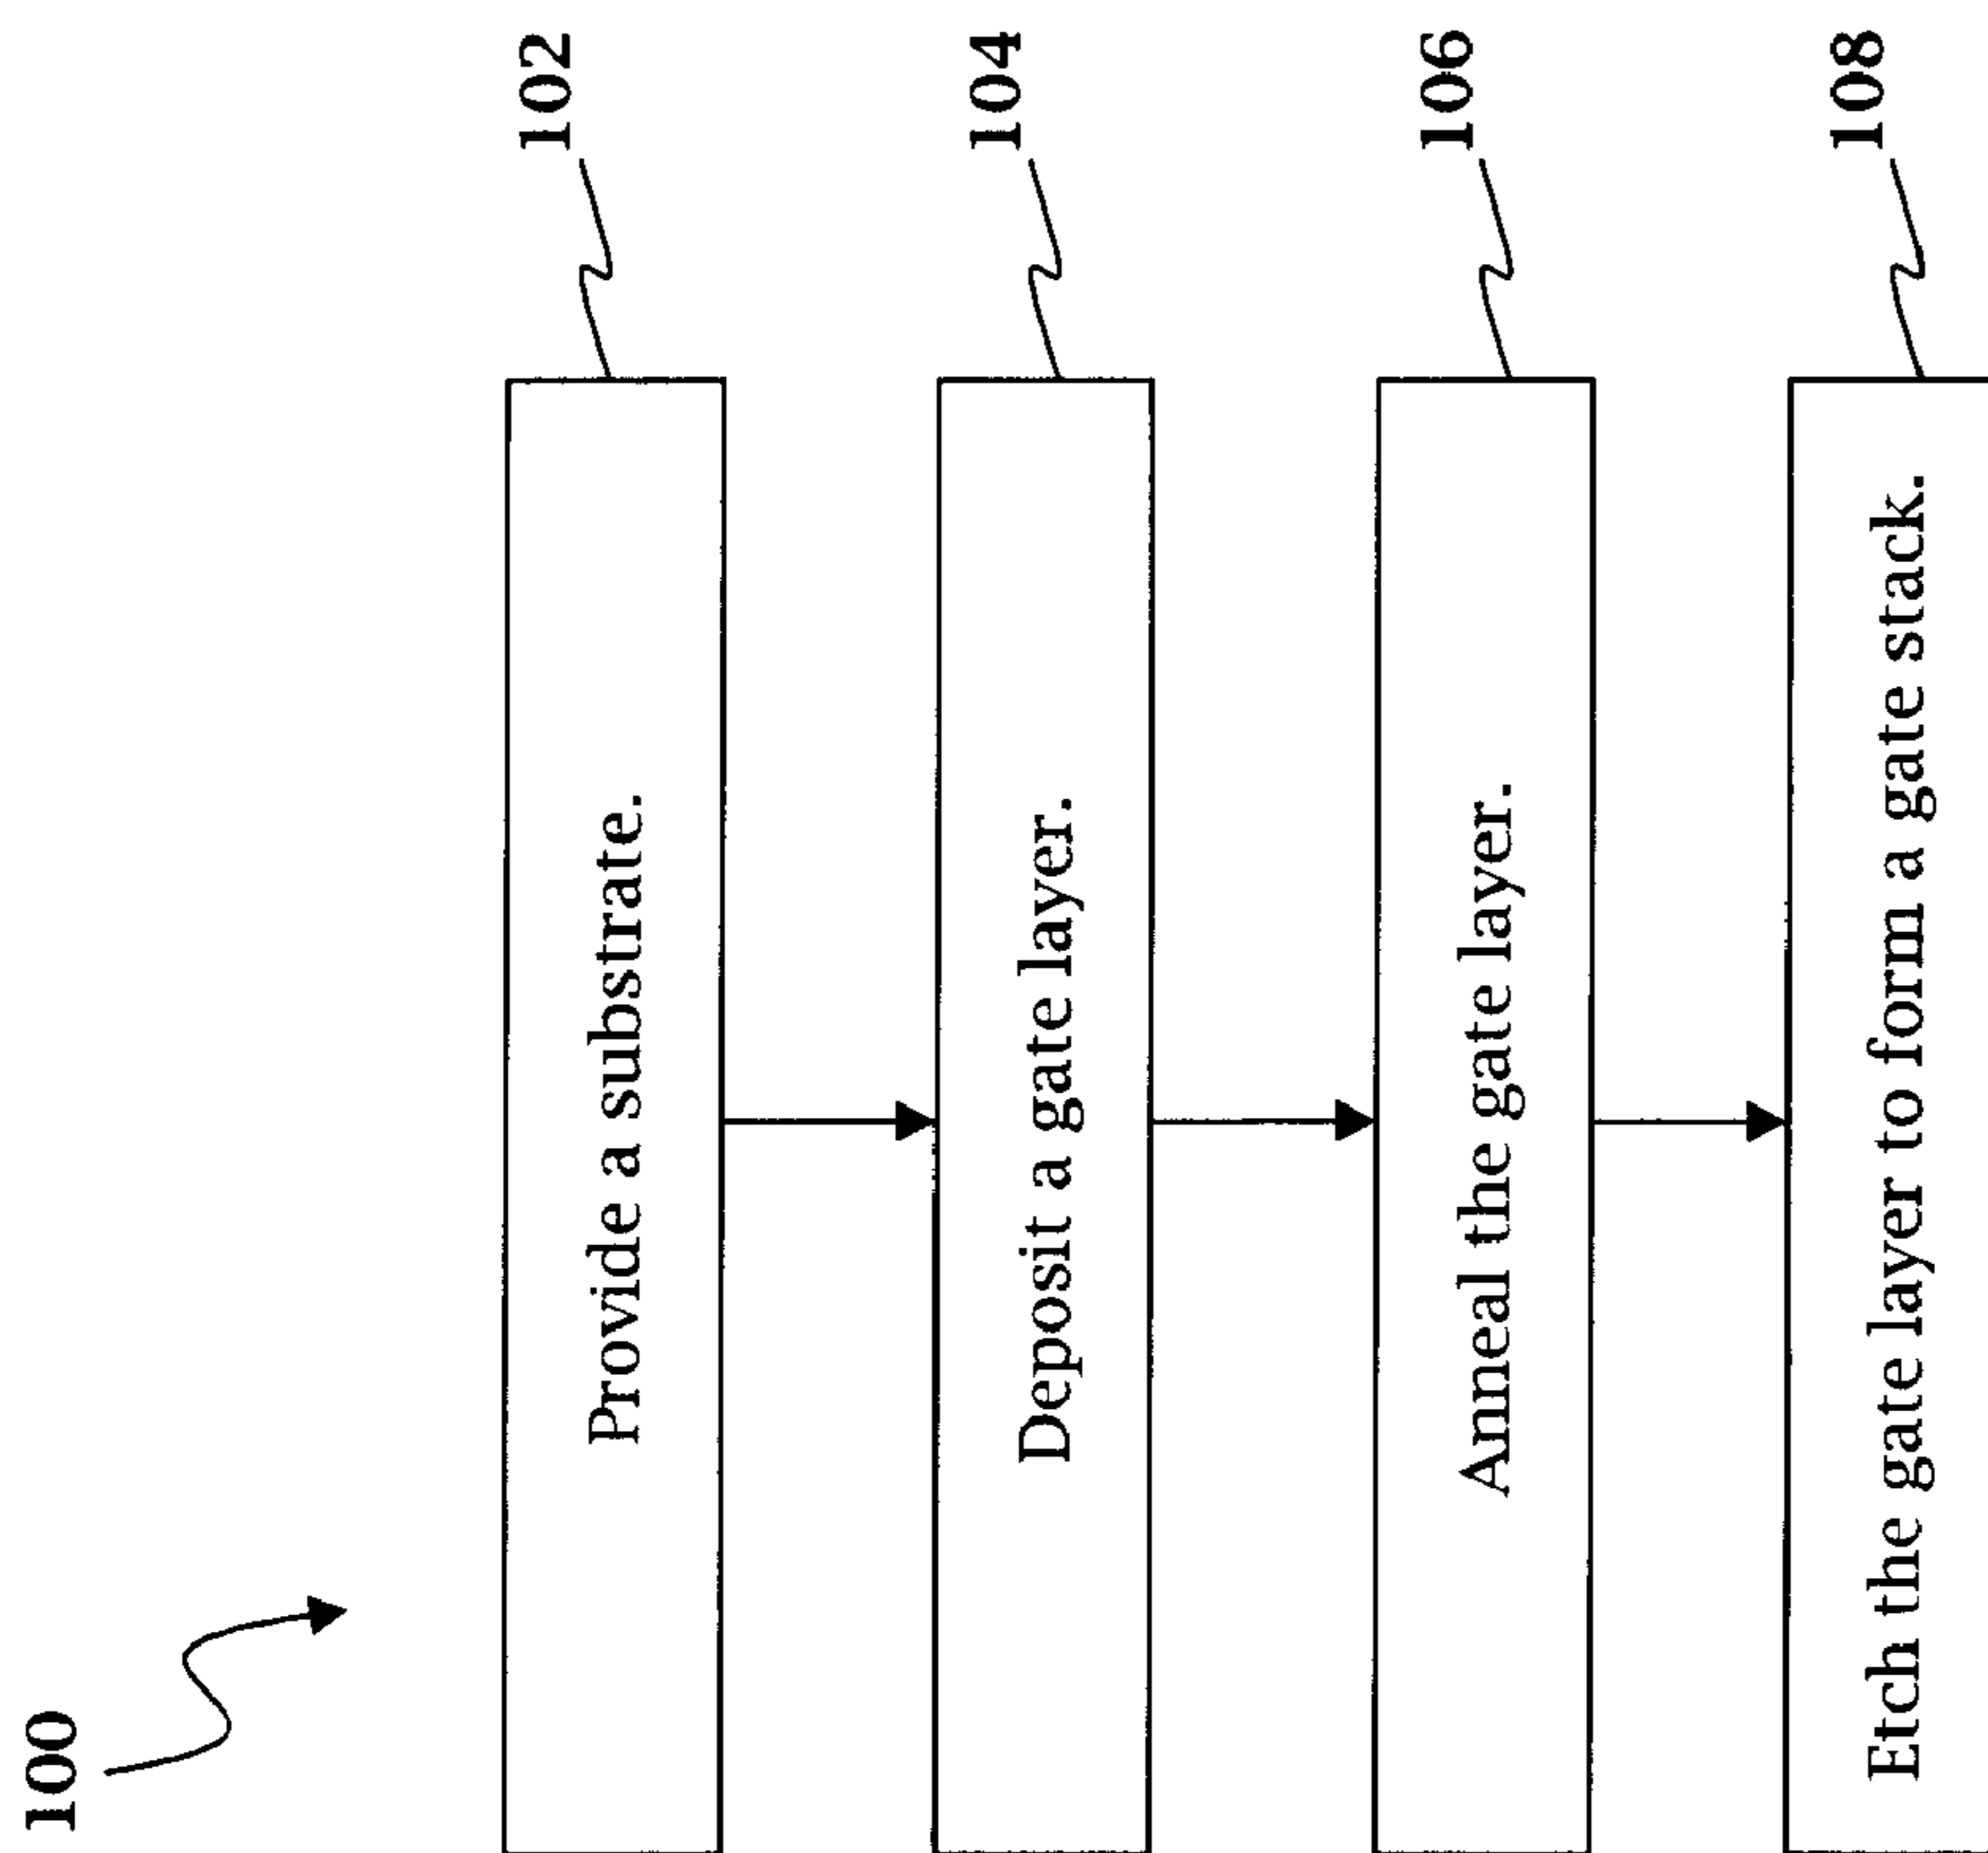 100
Provide a substrate.
102
Deposit a gate layer.
104
Anneal the gate layer.
106
Etch the gate layer to form a gate stack.
108